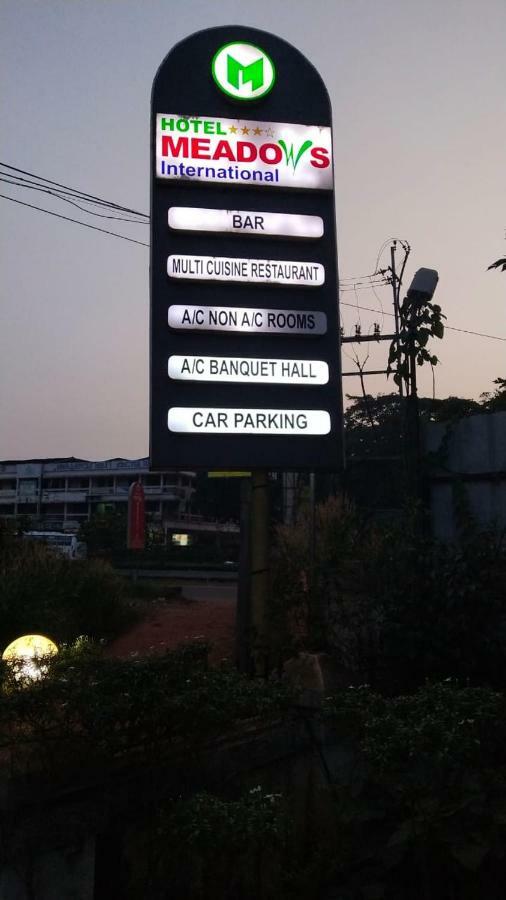 M
HOTEL
MEADOWS
International
BAR
MULTI CUISINE RESTAURANT
A/C NON A/C ROOMS
A/C BANQUET HALL
CAR PARKING